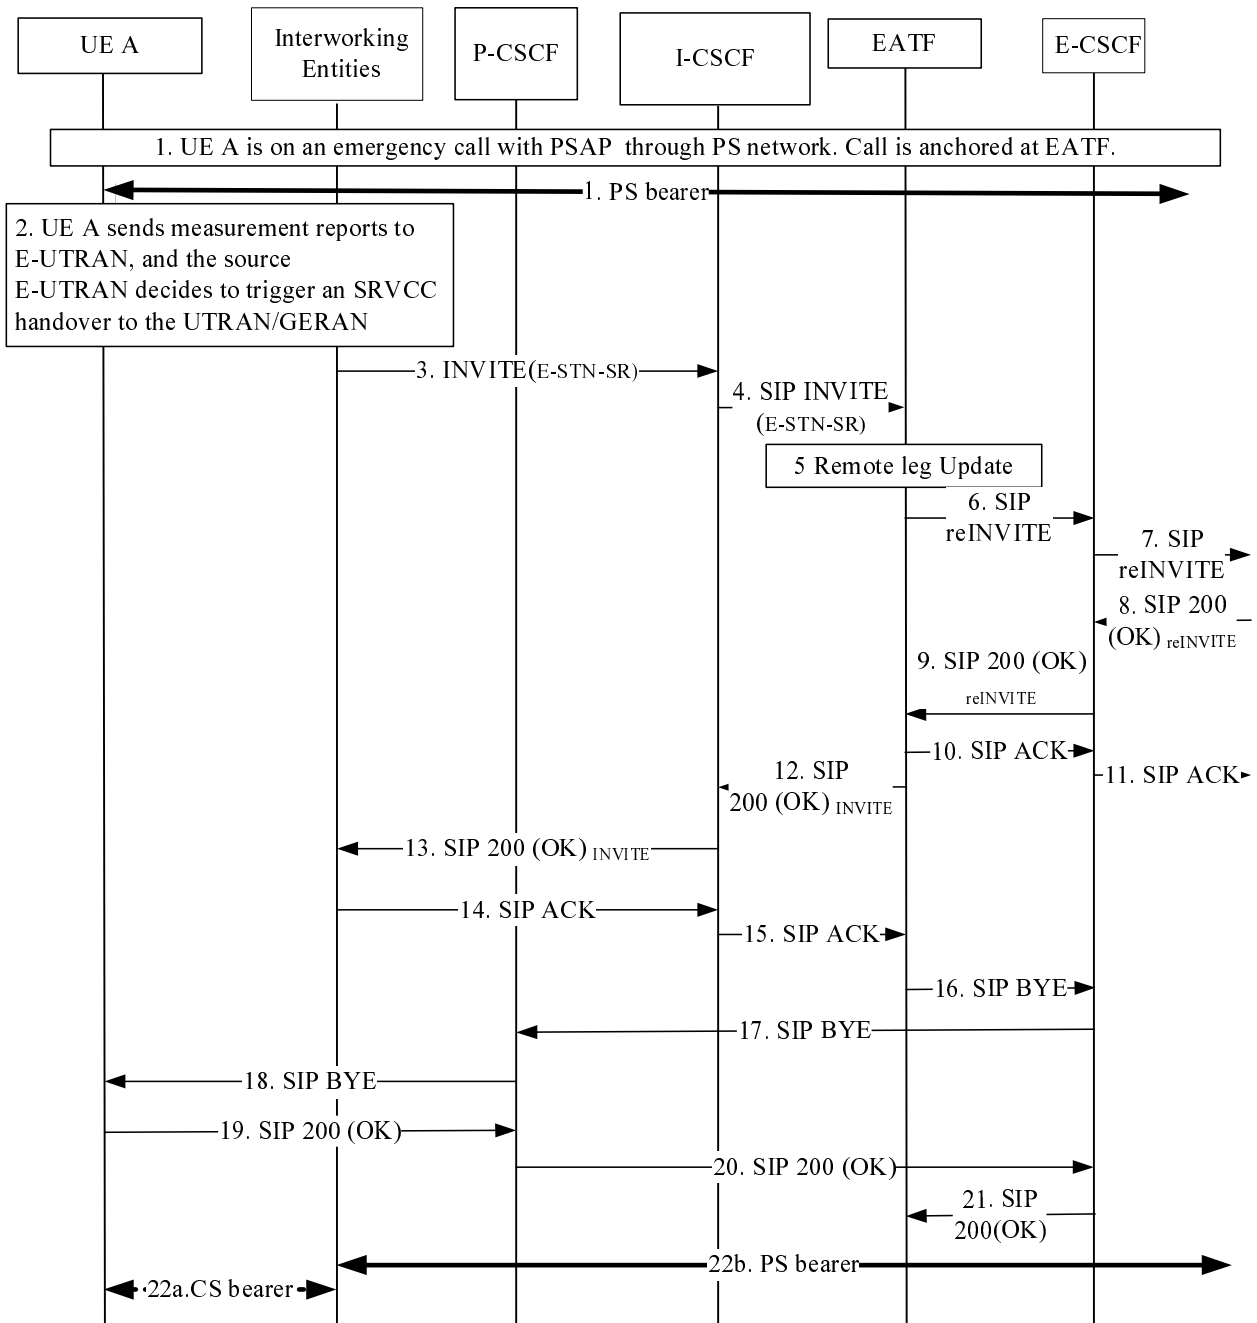 UE A
Interworking
Entities
P-CSCF
I-CSCF
EATF
E-CSCF
1. UE A is on an emergency call with PSAP through PS network. Call is anchored at EATF.
1. PS bearer
2. UE A sends measurement reports to
E-UTRAN, and the source
E-UTRAN decides to trigger an SRVCC
handover to the UTRAN/GERAN
3. INVITE(E-STN-SR)
4. SIP INVITE
(E-STN-SR)
5 Remote leg Update
6. SIP
reINVITE
7. SIP
reINVITE
8. SIP 200
(OK) reINVITE
9. SIP 200 (OK)
reINVITE
10. SIP ACK
11. SIP ACK
12. SIP
200 (OK) INVITE
13. SIP 200 (OK) INVITE
14. SIP ACK
15. SIP ACK
16. SIP BYE
17. SIP BYE
18. SIP BYE
19. SIP 200 (OK)
20. SIP 200 (OK)
21. SIP
200(OK)
22b. PS bearer
22a.CS bearer